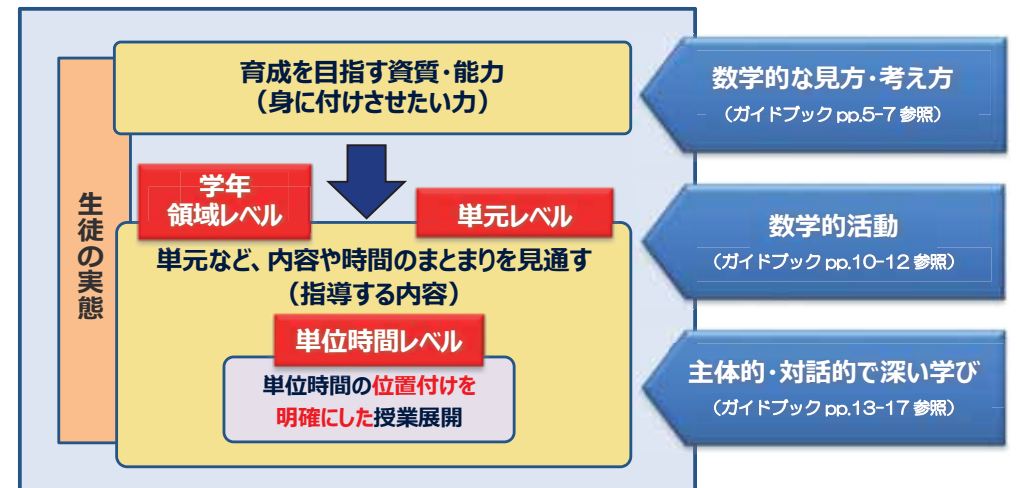 育成を目指す資質・能力
（身に付けさせたい力）
数学的な見方・考え方
（ガイドブック pp.5-7 参照）
生徒の実態
学年
領域レベル
単元レベル
単元など、内容や時間のまとまりを見通す
（指導する内容）
数学的活動
（ガイドブック pp.10-12 参照）
単位時間レベル
単位時間の位置付けを
明確にした授業展開
主体的・対話的で深い学び
（ガイドブック pp.13-17 参照）